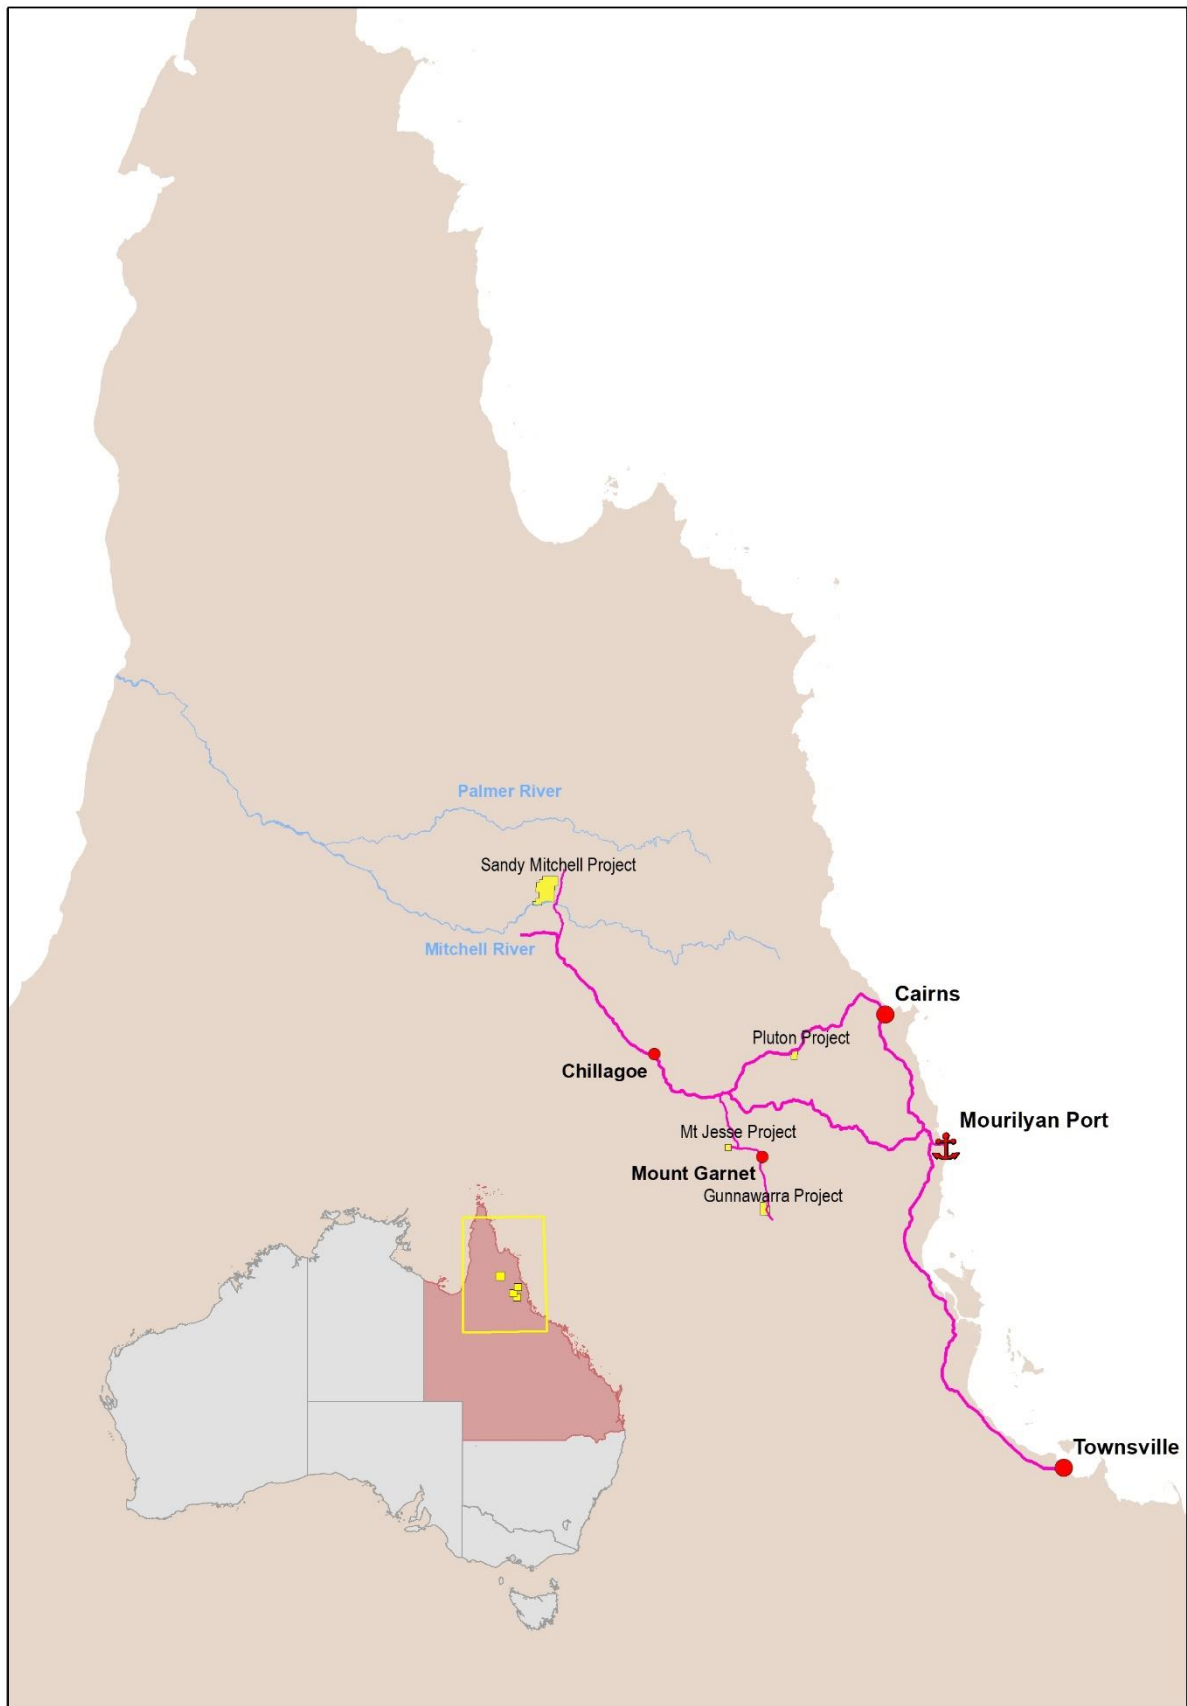 Palmer River
Sandy Mitchell Project
Mitchell River
Cairns
Pluton Project
Chillagoe
Mourilyan Port
Mt Jesse Project
Mount Garnet
Gunnawarra Project
Townsville